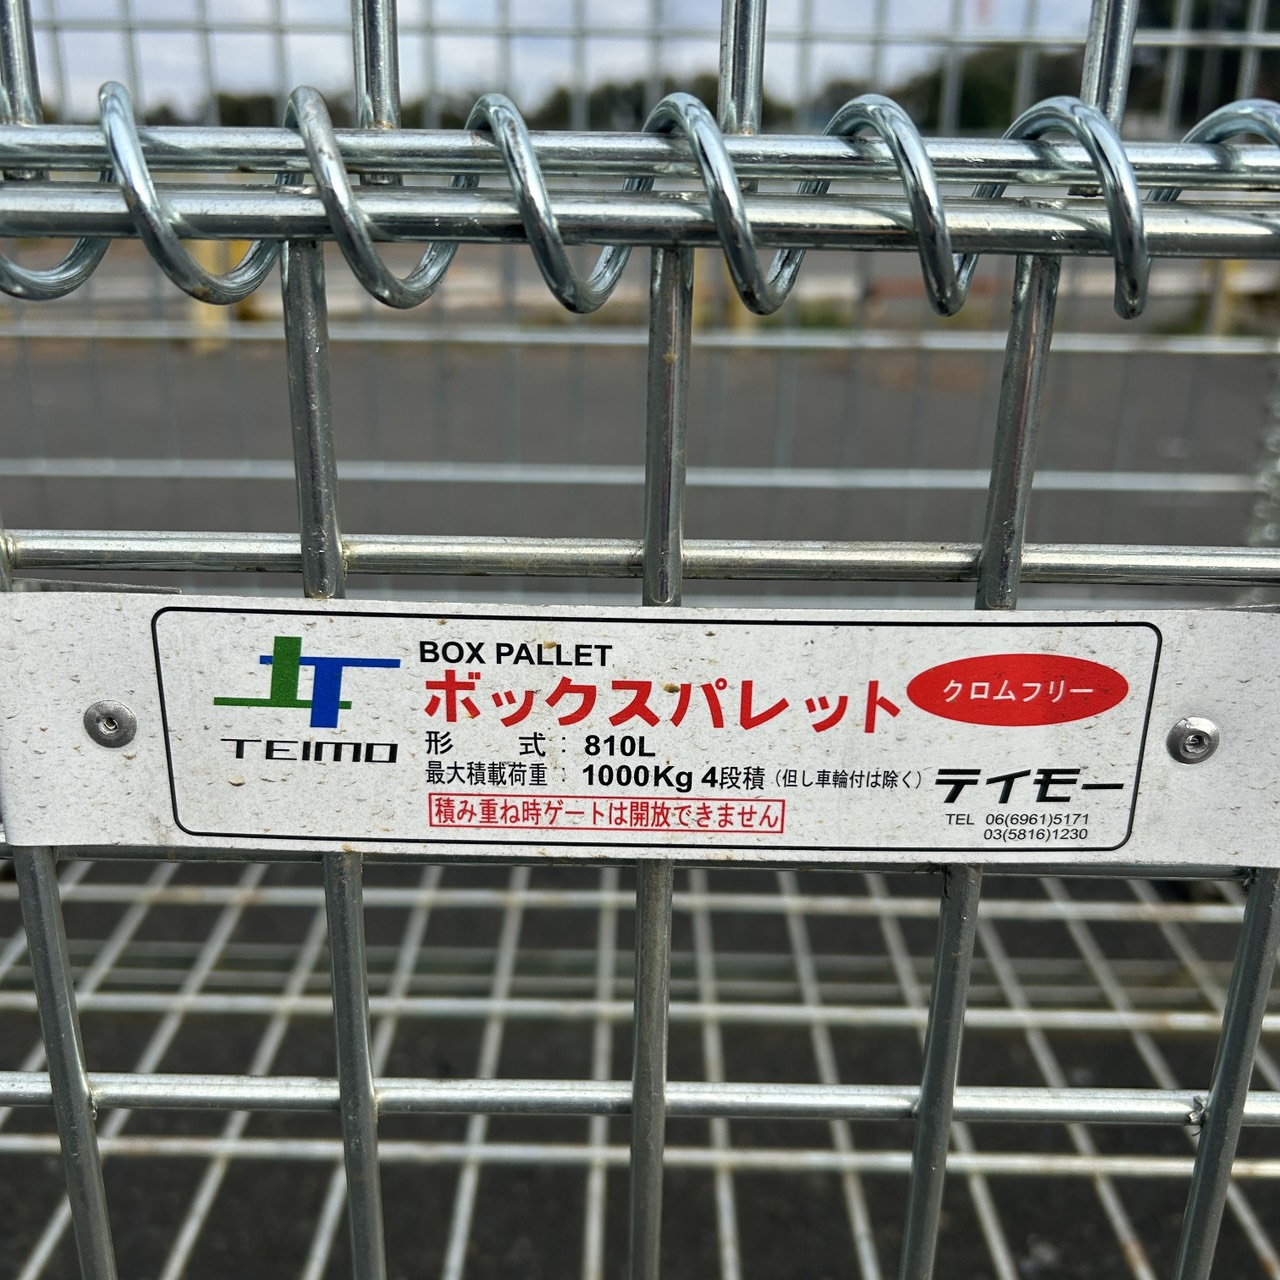 BOX PALLET
ボックスパレット
クロムフリー
TEIMO
形 式 : 810L
最大積載荷重 : 1000Kg 4段積 (但し車輪付は除く)
積み重ね時ゲートは開放できません
テイモー
TEL 06(6961)5171
03(5816)1230